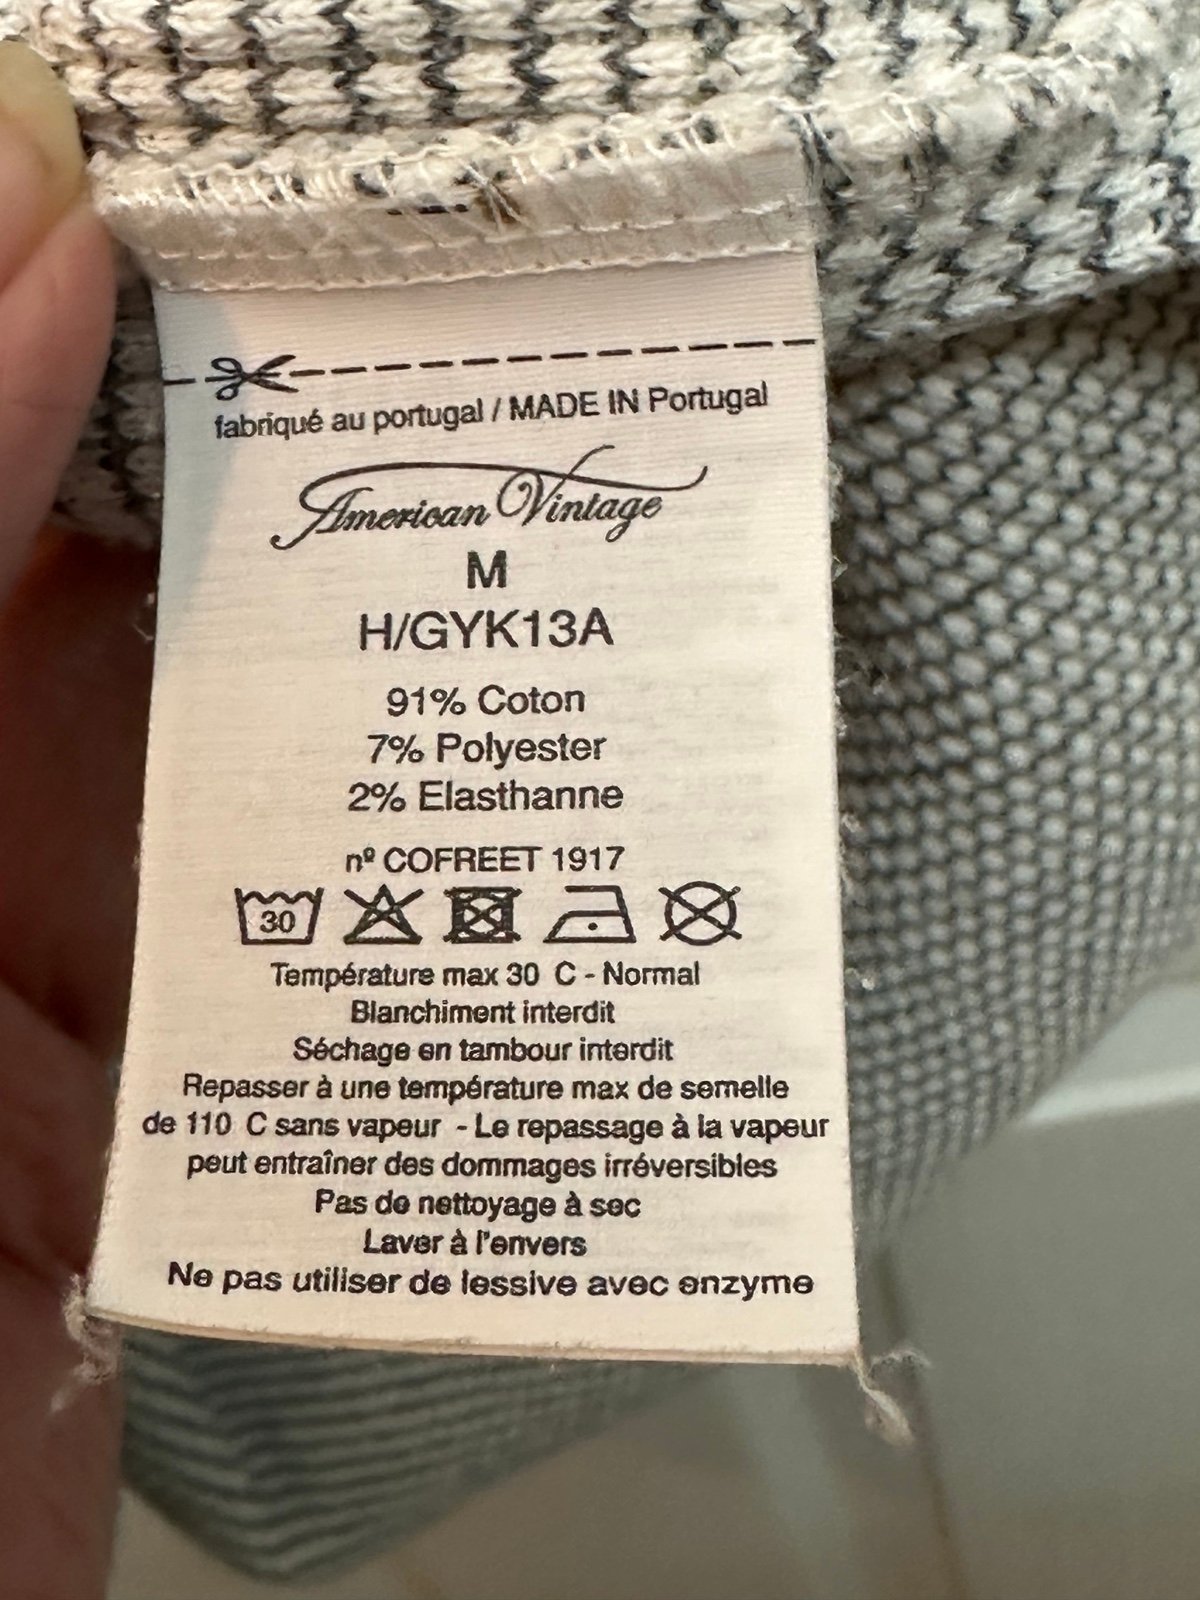 fabriqué au portugal / MADE IN Portugal
American Vintage
M
H/GYK13A
91% Coton
7% Polyester
2% Elasthanne
nº COFREET 1917
30
Température max 30 C - Normal
Blanchiment interdit
Séchage en tambour interdit
Repasser à une température max de semelle
de 110 C sans vapeur - Le repassage à la vapeur
peut entraîner des dommages irréversibles
Pas de nettoyage à sec
Laver à l'envers
Ne pas utiliser de lessive avec enzyme